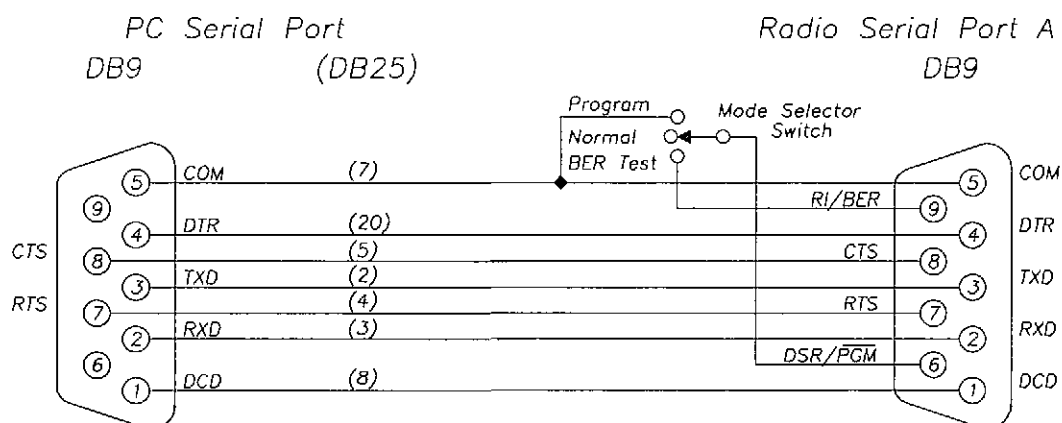 PC Serial Port
Radio Serial Port A
DB9
(DB25)
DB9
Program
Normal
BER Test
Mode Selector
Switch
5
COM
(7)
5
COM
9
RI/BER
9
4
DTR
(20)
4
DTR
CTS
8
(5)
CTS
8
3
TXD
(2)
3
TXD
RTS
7
(4)
RTS
7
2
RXD
(3)
2
RXD
6
DSR/PGM
6
1
DCD
(8)
1
DCD